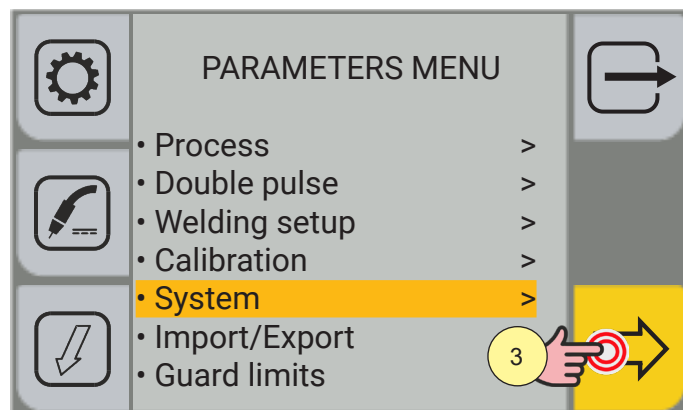 PARAMETERS MENU
• Process >
• Double pulse >
• Welding setup >
• Calibration >
• System >
• Import/Export
• Guard limits
3